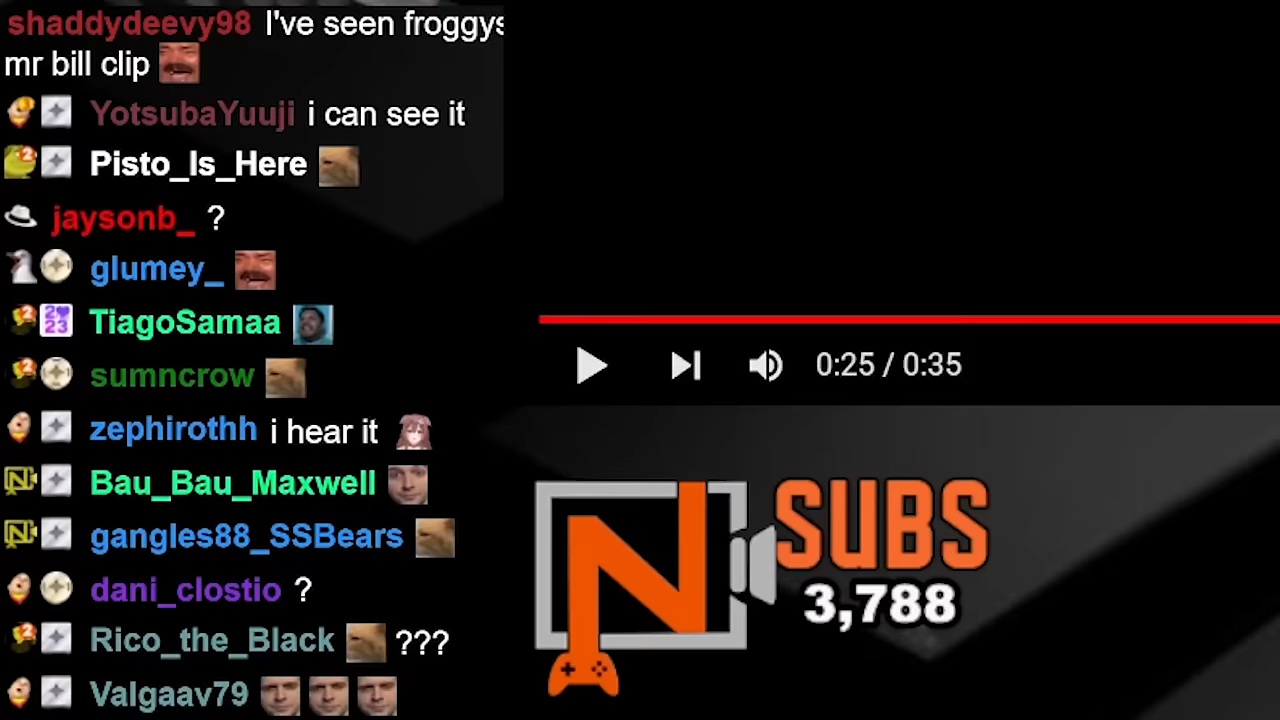 shaddydeevy98 I've seen froggys
mr bill clip
YotsubaYuuji i can see it
Pisto_Is_Here
jaysonb_ ?
glumey_
TiagoSamaa
sumncrow
zephirothh i hear it
Bau_Bau_Maxwell
gangles88_SSBears
dani_clostio ?
Rico_the_Black ???
Valgaav79
0:25 / 0:35
N
SUBS
3,788